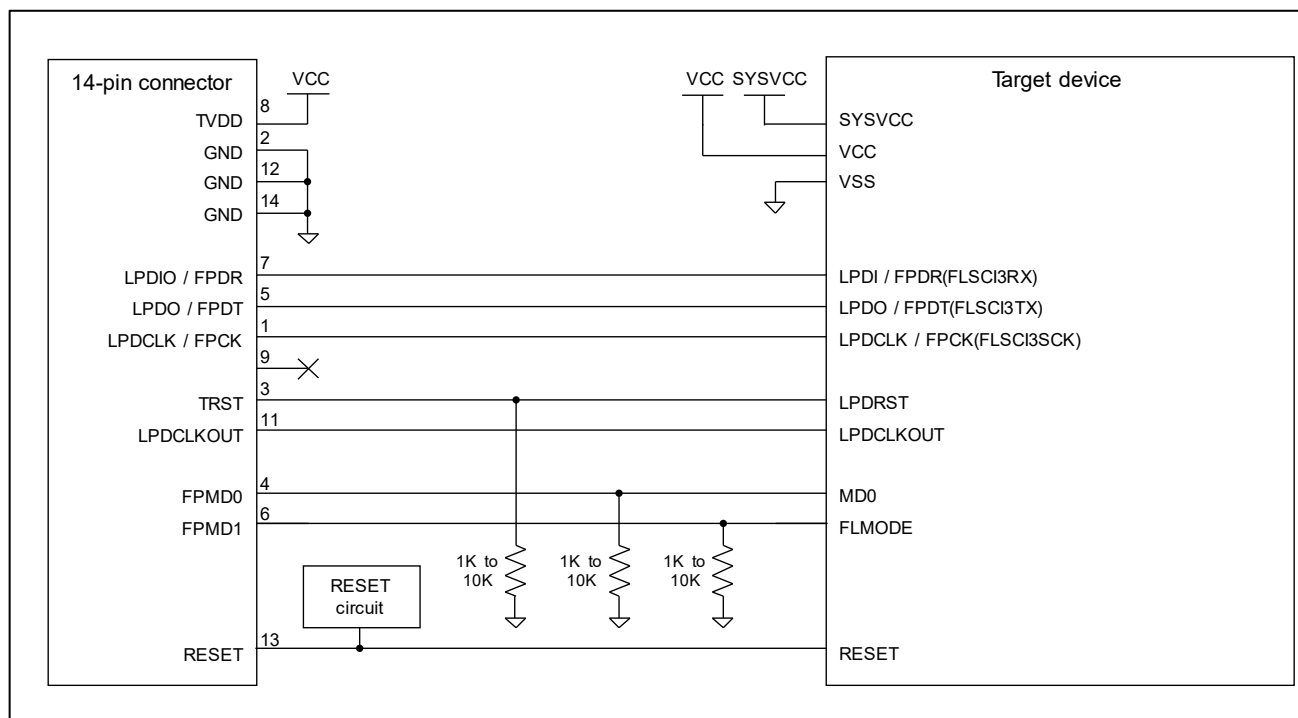 14-pin connector
VCC
VCC
SYSVCC
Target device
8
TVDD
SYSVCC
2
GND
VCC
12
GND
VSS
14
GND
7
LPDIO / FPDR
LPDI / FPDR(FLSCI3RX)
5
LPDO / FPDT
LPDO / FPDT(FLSCI3TX)
1
LPDCLK / FPCK
LPDCLK / FPCK(FLSCI3SCK)
9
3
TRST
LPDRST
11
LPDCLKOUT
LPDCLKOUT
4
FPMD0
MD0
6
FPMD1
FLMODE
1K to
10K
1K to
10K
1K to
10K
RESET
circuit
13
RESET
RESET